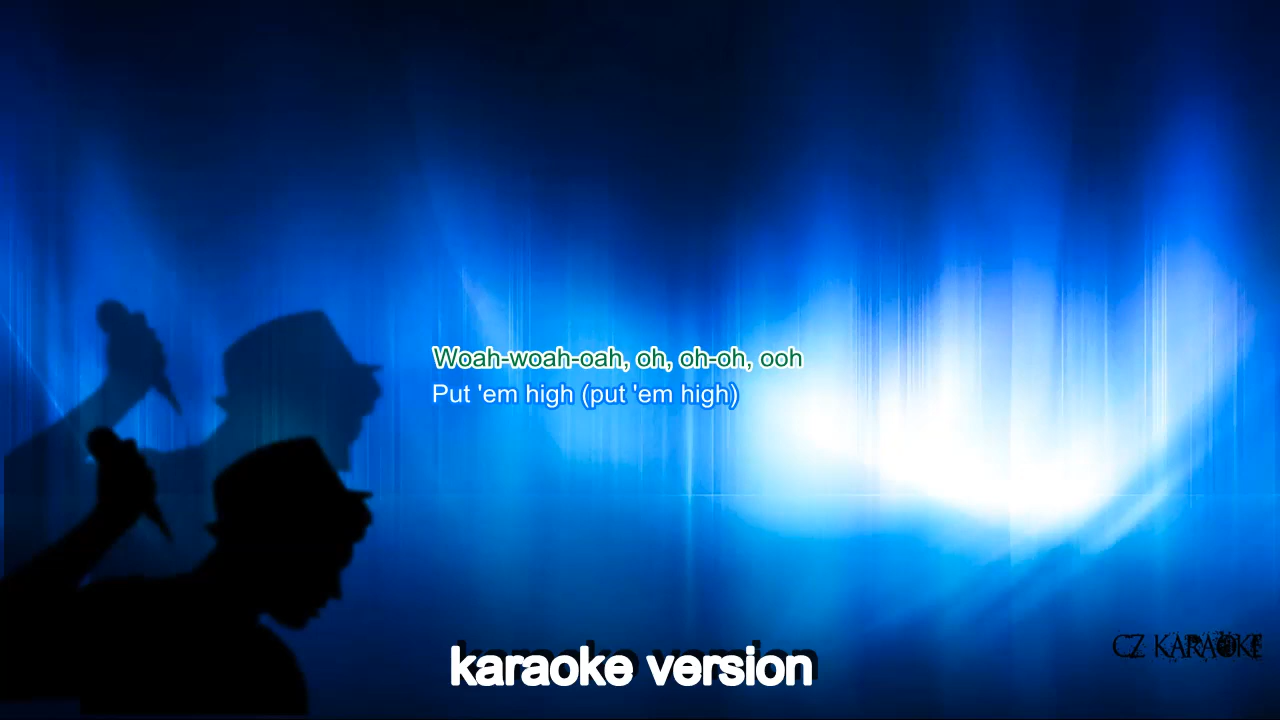 Woah-woah-oah, oh, oh-oh, ooh
Put 'em high (put 'em high)
karaoke version
CZ KARAOKE